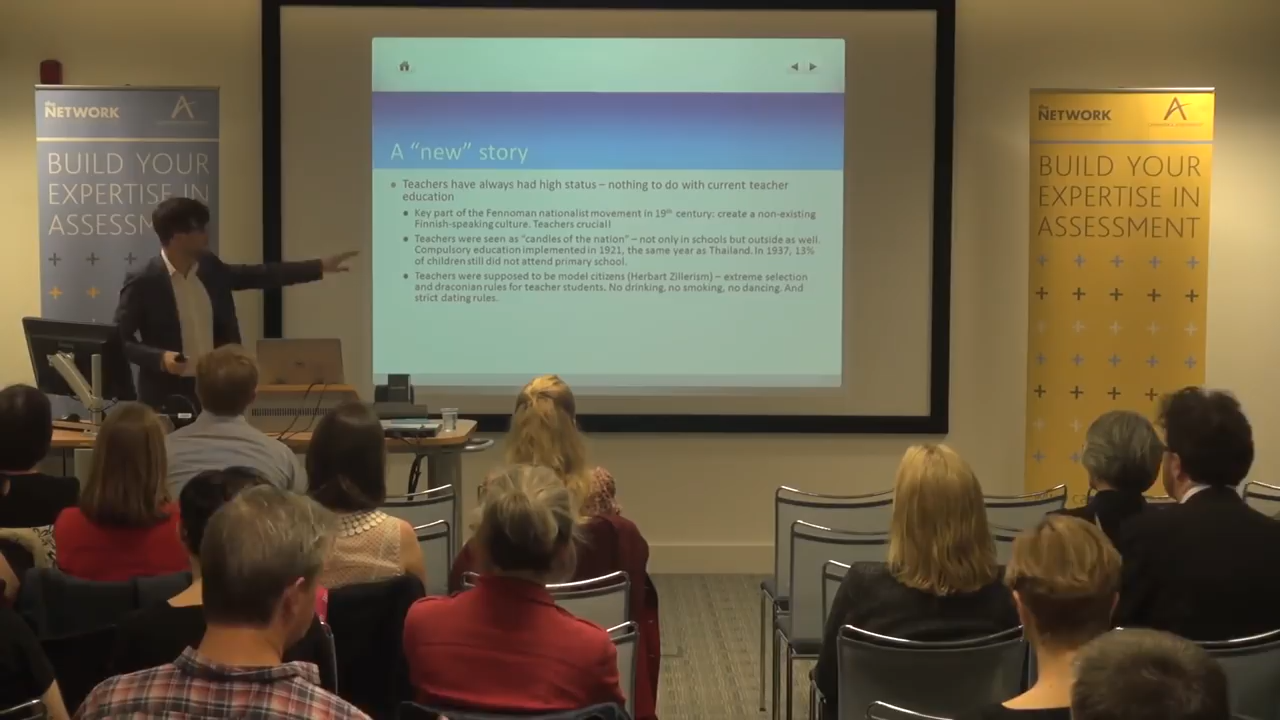 the
NETWORK
BUILD YOUR
EXPERTISE IN
ASSESSM
A “new” story
• Teachers have always had high status – nothing to do with current teacher
education
• Key part of the Fennoman nationalist movement in 19th century: create a non-existing
Finnish-speaking culture. Teachers crucial!
• Teachers were seen as “candles of the nation” – not only in schools but outside as well.
Compulsory education implemented in 1921, the same year as Thailand. In 1937, 13%
of children still did not attend primary school.
• Teachers were supposed to be model citizens (Herbart Zillerism) – extreme selection
and draconian rules for teacher students. No drinking, no smoking, no dancing. And
strict dating rules.
the
NETWORK
BUILD YOUR
EXPERTISE IN
ASSESSMENT